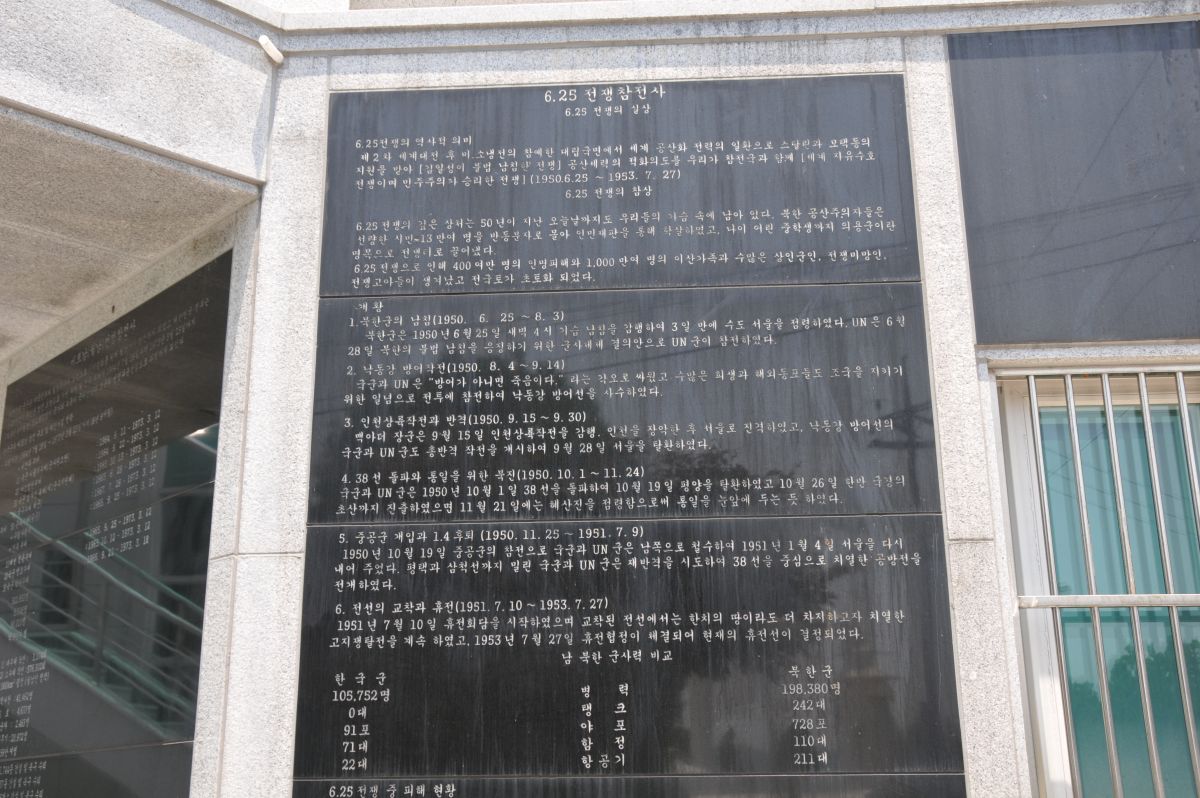 6.25 전쟁참전사
6.25 전쟁의 실상
6.25전쟁의 역사적 의미
제2차 세계대전 후 미.소냉전의 첨예한 대립국면에서 세계 공산화 전략의 일환으로 스탈린과 모택동의
지원을 받아 [김일성이 불법 남침한 전쟁] 공산세력의 적화의도를 우리가 참전국과 함께 [세계 자유수호
전쟁이며 민주주의가 승리한 전쟁] (1950.6.25 ~ 1953. 7. 27)
6.25 전쟁의 참상
6.25전쟁의 깊은 상처는 50년이 지난 오늘날까지도 우리들의 가슴 속에 남아 있다. 북한 공산주의자들은
선량한 시민 13만여 명을 반동분자로 몰아 인민재판을 통해 학살하였고, 나이 어린 중학생까지 의용군이란
명목으로 전쟁터로 끌어냈다.
6.25 전쟁으로 인해 400여만 명의 인명피해와 1,000만여 명의 이산가족과 수많은 상인군인, 전쟁미망인,
전쟁고아들이 생겨났고 전국토가 초토화 되었다.
개 황
1. 북한군의 남침(1950. 6. 25 ~ 8. 3)
북한군은 1950년 6월 25일 새벽 4시 기습 남침을 감행하여 3일 만에 수도 서울을 점령하였다. UN은 6월
28일 북한의 불법 남침을 응징하기 위한 군사제재 결의안으로 UN군이 참전하였다.
2. 낙동강 방어작전(1950. 8. 4 ~ 9. 14)
국군과 UN은 "방어가 아니면 죽음이다." 라는 각오로 싸웠고 수많은 희생과 해외동포들도 조국을 지키기
위한 일념으로 전투에 참전하여 낙동강 방어선을 사수하였다.
3. 인천상륙작전과 반격(1950. 9. 15 ~ 9. 30)
맥아더 장군은 9월 15일 인천상륙작전을 감행. 인천을 장악한 후 서울로 진격하였고, 낙동강 방어선의
국군과 UN군도 총반격 작전을 개시하여 9월 28일 서울을 탈환하였다.
4. 38선 돌파와 통일을 위한 북진(1950. 10. 1 ~ 11. 24)
국군과 UN군은 1950년 10월 1일 38선을 돌파하여 10월 19일 평양을 탈환하였고 10월 26일 한반 국경의
초산까지 진출하였으며 11월 21일에는 혜산진을 점령함으로써 통일을 눈앞에 두는 듯 하였다.
5. 중공군 개입과 1.4후퇴 (1950. 11. 25 ~ 1951. 7. 9)
1950년 10월 19일 중공군의 참전으로 국군과 UN군은 남쪽으로 철수하여 1951년 1월 4일 서울을 다시
내어 주었다. 평택과 삼척선까지 밀린 국군과 UN군은 재반격을 시도하여 38선을 중심으로 치열한 공방전을
전개하였다.
6. 전선의 교착과 휴전(1951. 7. 10 ~ 1953. 7. 27)
1951년 7월 10일 휴전회담을 시작하였으며 교착된 전선에서는 한치의 땅이라도 더 차지하고자 치열한
고지쟁탈전을 계속 하였고, 1953년 7월 27일 휴전협정이 해결되어 현재의 휴전선이 결정되었다.
남 북한 군사력 비교
한 국 군 북 한 군
105,752명 병 력 198,380명
0대 탱 크 242대
91포 야 포 728포
71대 함 정 110대
22대 항공기 211대
6.25 전쟁 중 피해 현황